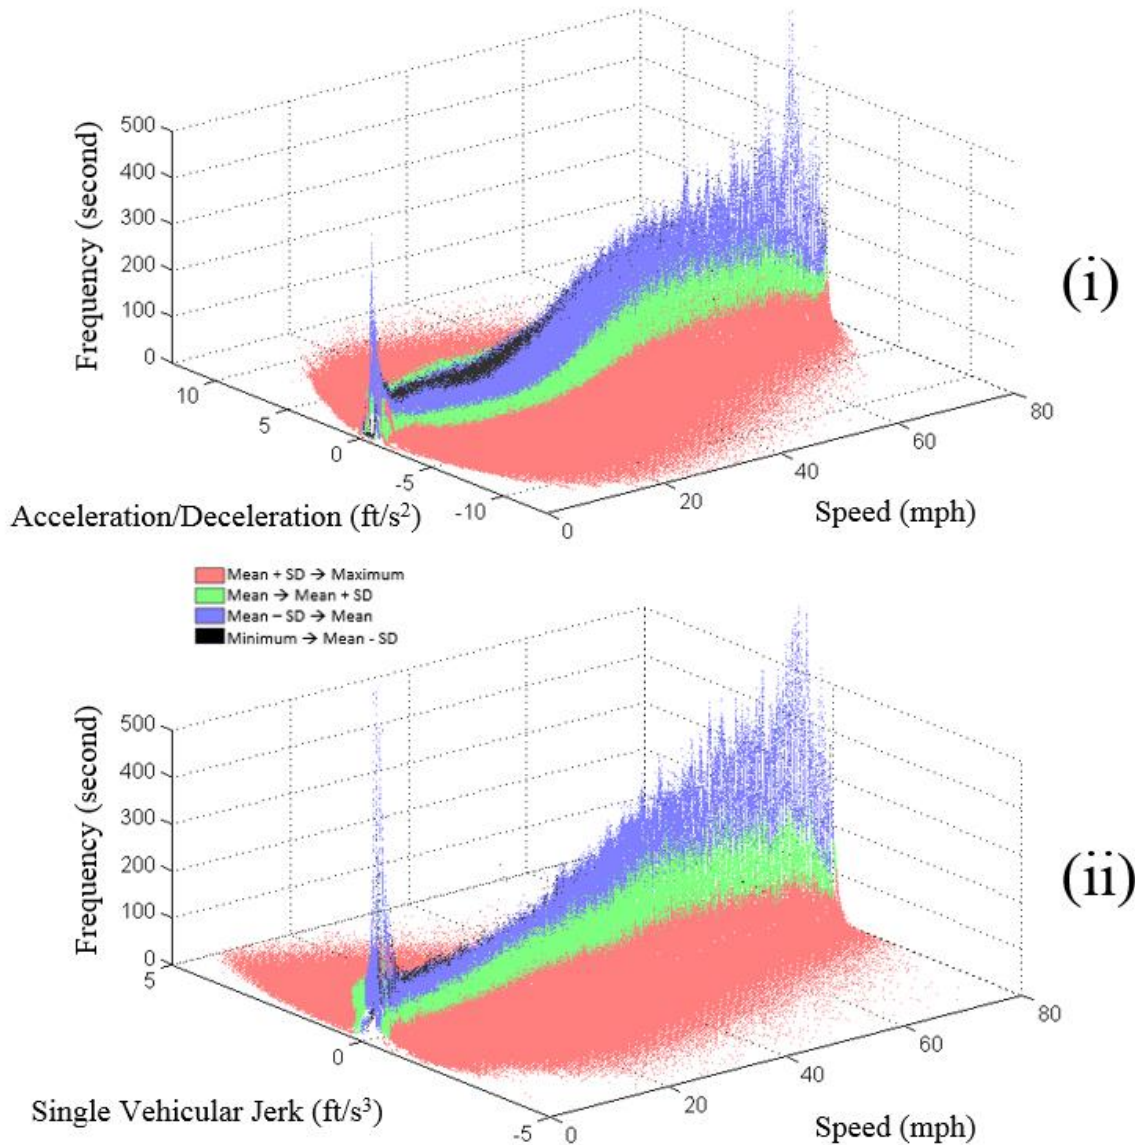 500
400
300
200
100
0
Frequency (second)
10
5
0
-5
-10
Acceleration/Deceleration (ft/s²)
0
20
40
60
80
Speed (mph)
(i)
Mean + SD → Maximum
Mean → Mean + SD
Mean – SD → Mean
Minimum → Mean - SD
500
400
300
200
100
0
Frequency (second)
5
0
-5
Single Vehicular Jerk (ft/s³)
0
20
40
60
80
Speed (mph)
(ii)